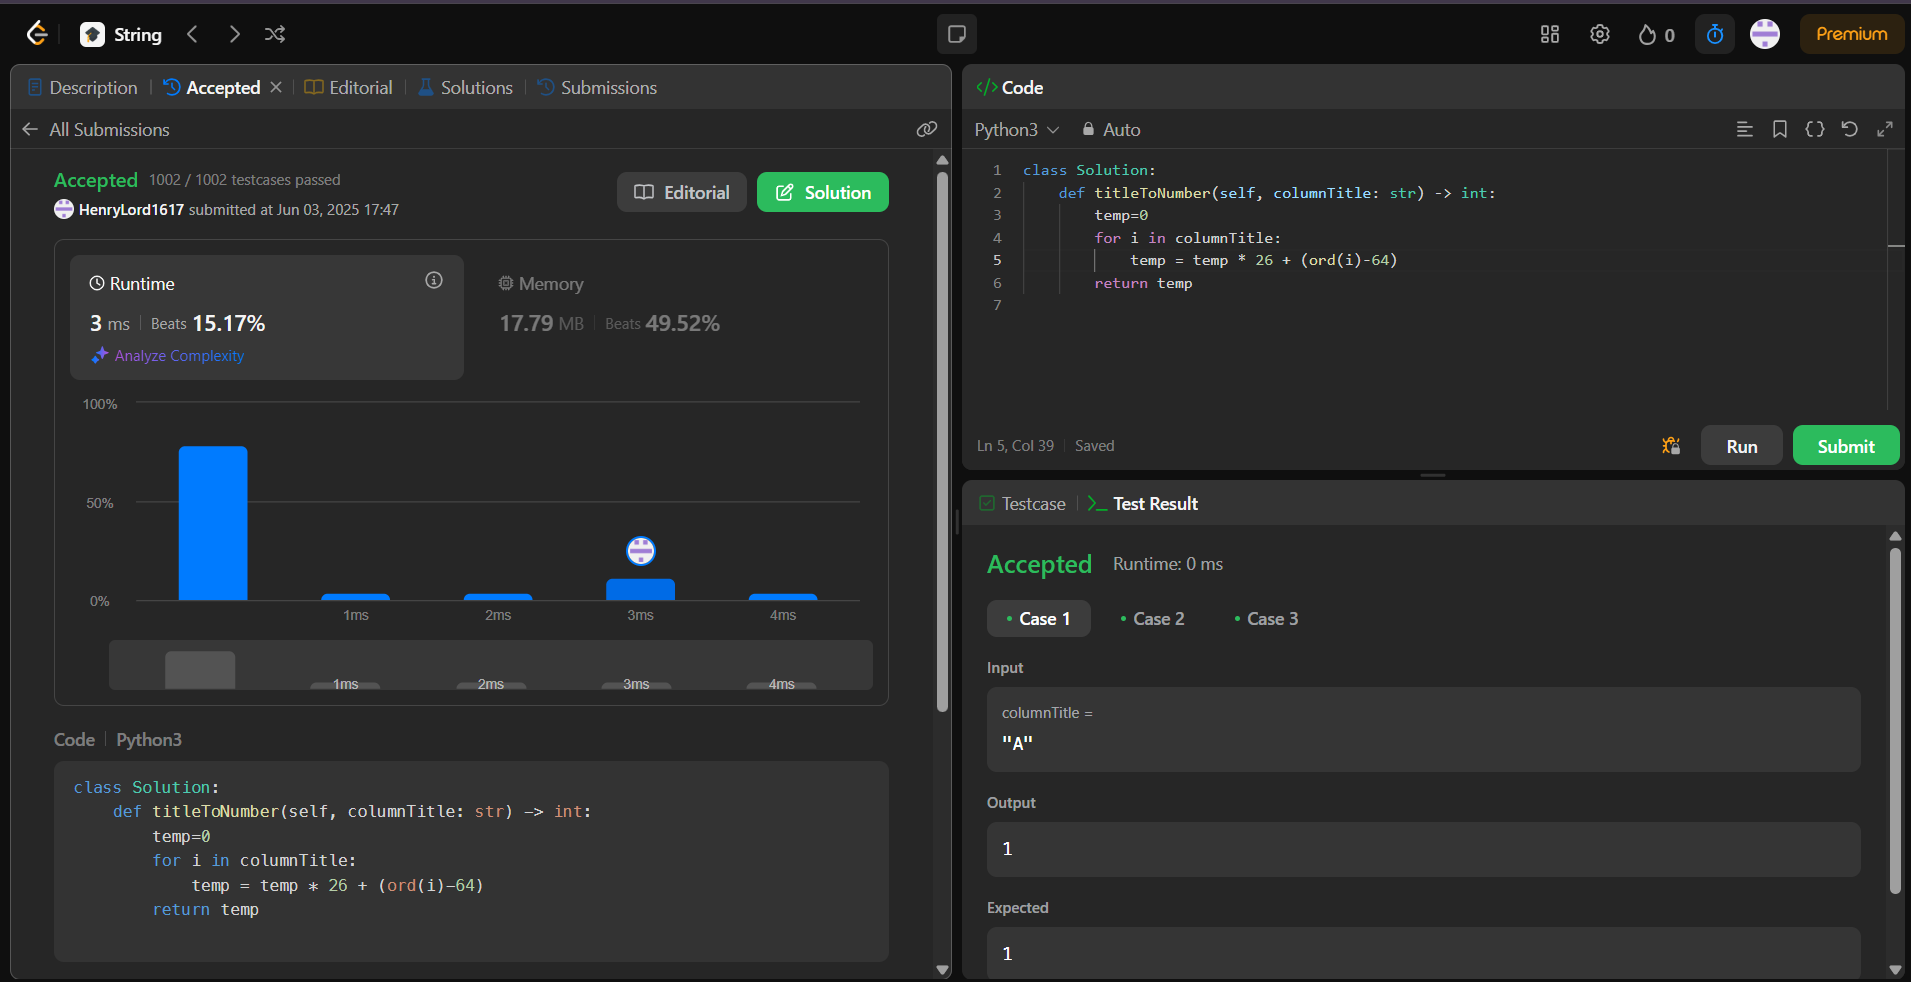 String
0
Premium
Description
Accepted
Editorial
Solutions
Submissions
All Submissions
Accepted 1002 / 1002 testcases passed
HenryLord1617 submitted at Jun 03, 2025 17:47
Editorial
Solution
Runtime
3 ms Beats 15.17%
Analyze Complexity
Memory
17.79 MB Beats 49.52%
100%
50%
0%
1ms 2ms 3ms 4ms
1ms 2ms 3ms 4ms
Code Python3
class Solution:
    def titleToNumber(self, columnTitle: str) -> int:
        temp=0
        for i in columnTitle:
            temp = temp * 26 + (ord(i)-64)
        return temp
</> Code
Python3 Auto
1 class Solution:
2     def titleToNumber(self, columnTitle: str) -> int:
3         temp=0
4         for i in columnTitle:
5             temp = temp * 26 + (ord(i)-64)
6         return temp
7
Ln 5, Col 39 Saved
Run
Submit
Testcase
Test Result
Accepted Runtime: 0 ms
• Case 1 • Case 2 • Case 3
Input
columnTitle =
"A"
Output
1
Expected
1